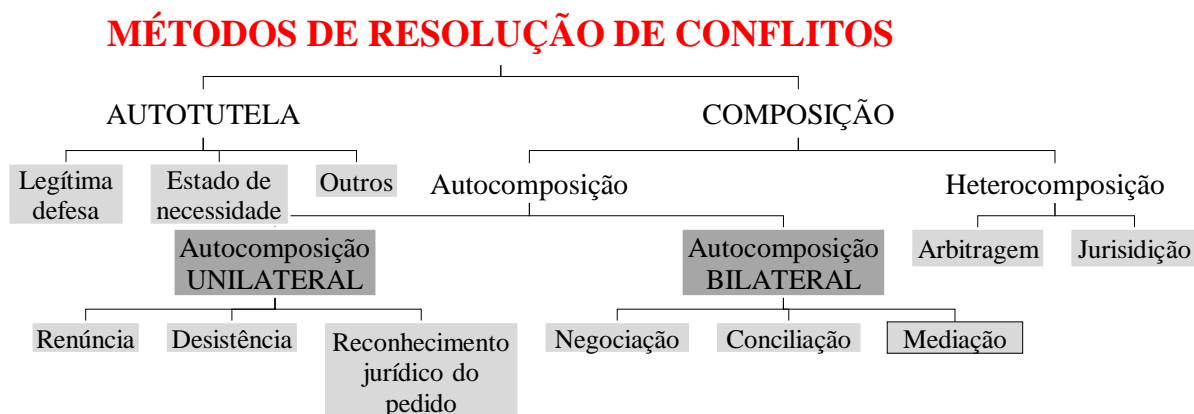 MÉTODOS DE RESOLUÇÃO DE CONFLITOS
AUTOTUTELA
COMPOSIÇÃO
Legítima
defesa
Estado de
necessidade
Outros
Autocomposição
Heterocomposição
Autocomposição
UNILATERAL
Autocomposição
BILATERAL
Arbitragem
Jurisidição
Renúncia
Desistência
Reconhecimento
jurídico do
pedido
Negociação
Conciliação
Mediação